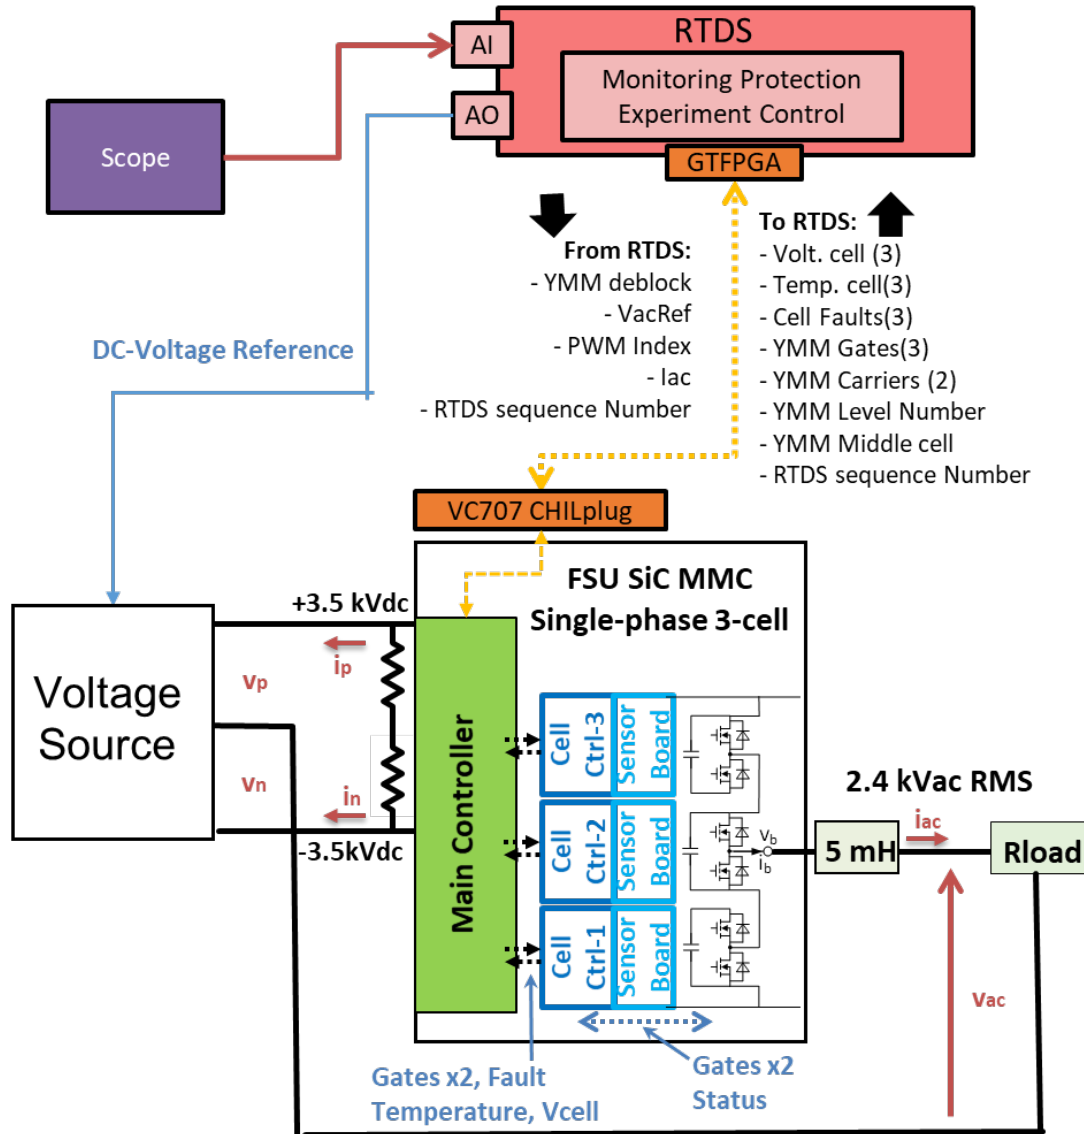 RTDS
AI
AO
Monitoring Protection
Experiment Control
GTFPGA
Scope
From RTDS:
- YMM deblock
- VacRef
- PWM Index
- Iac
- RTDS sequence Number
To RTDS:
- Volt. cell (3)
- Temp. cell(3)
- Cell Faults(3)
- YMM Gates(3)
- YMM Carriers (2)
- YMM Level Number
- YMM Middle cell
- RTDS sequence Number
DC-Voltage Reference
VC707 CHILplug
FSU SiC MMC
Single-phase 3-cell
+3.5 kVdc
ip
vp
Voltage
Source
vn
in
-3.5kVdc
Main Controller
Cell
Ctrl-3
Sensor
Board
Cell
Ctrl-2
Sensor
Board
Cell
Ctrl-1
Sensor
Board
Vb
ib
2.4 kVac RMS
iac
5 mH
Rload
vac
Gates x2, Fault
Temperature, Vcell
Gates x2
Status